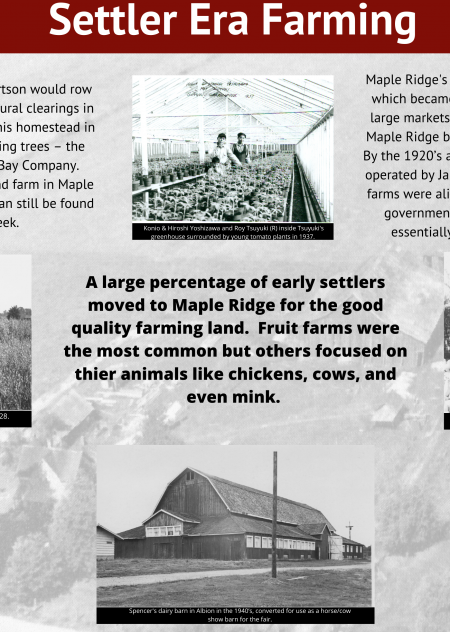 Settler Era Farming
rtson would row
ural clearings in
his homestead in
ing trees – the
Bay Company.
nd farm in Maple
an still be found
eek.
Konio & Hiroshi Yoshizawa and Roy Tsuyuki (R) inside Tsuyuki's
greenhouse surrounded by young tomato plants in 1937.
Maple Ridge's
which became
large markets
Maple Ridge b
By the 1920's a
operated by Ja
farms were ali
governmen
essentially
A large percentage of early settlers
moved to Maple Ridge for the good
quality farming land. Fruit farms were
the most common but others focused on
thier animals like chickens, cows, and
even mink.
28.
Spencer's dairy barn in Albion in the 1940's, converted for use as a horse/cow
show barn for the fair.